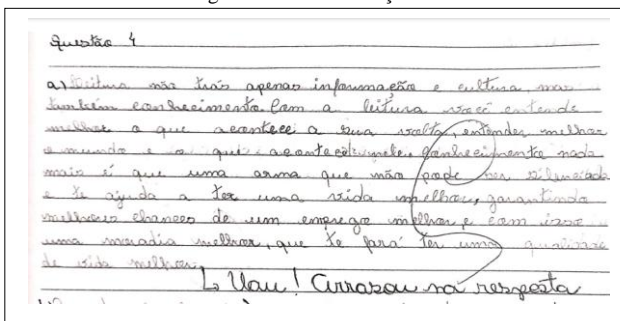 Questão 4
a) Leitura não trás apenas informação e cultura, mas
também conhecimento. Com a leitura você entende
melhor o que acontece a sua volta, entender melhor
o mundo e o que acontece nele. Conhecimento nada
mais é que uma arma que não pode ser silenciada
e te ajuda a ter uma vida melhor, garantindo
melhores chances de um emprego melhor, e com isso
uma moradia melhor, que te fará ter uma qualidade
de vida melhor.
↳ Uau! Arrasou na resposta